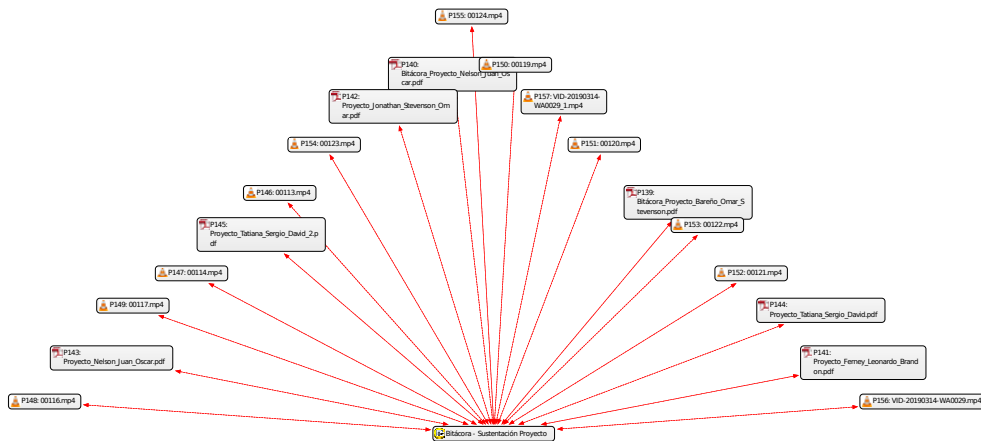 P155: 00124.mp4
P140:
Bitácora_Proyecto_Nelson_Juan_Os
car.pdf
P150: 00119.mp4
P142:
Proyecto_Jonathan_Stevenson_Om
ar.pdf
P157: VID-20190314-
WA0029_1.mp4
P154: 00123.mp4
P151: 00120.mp4
P146: 00113.mp4
P139:
Bitácora_Proyecto_Bareño_Omar_S
tevenson.pdf
P145:
Proyecto_Tatiana_Sergio_David_2.p
df
P153: 00122.mp4
P147: 00114.mp4
P152: 00121.mp4
P149: 00117.mp4
P144:
Proyecto_Tatiana_Sergio_David.pdf
P143:
Proyecto_Nelson_Juan_Oscar.pdf
P141:
Proyecto_Ferney_Leonardo_Brand
on.pdf
P148: 00116.mp4
P156: VID-20190314-WA0029.mp4
Bitácora - Sustentación Proyecto